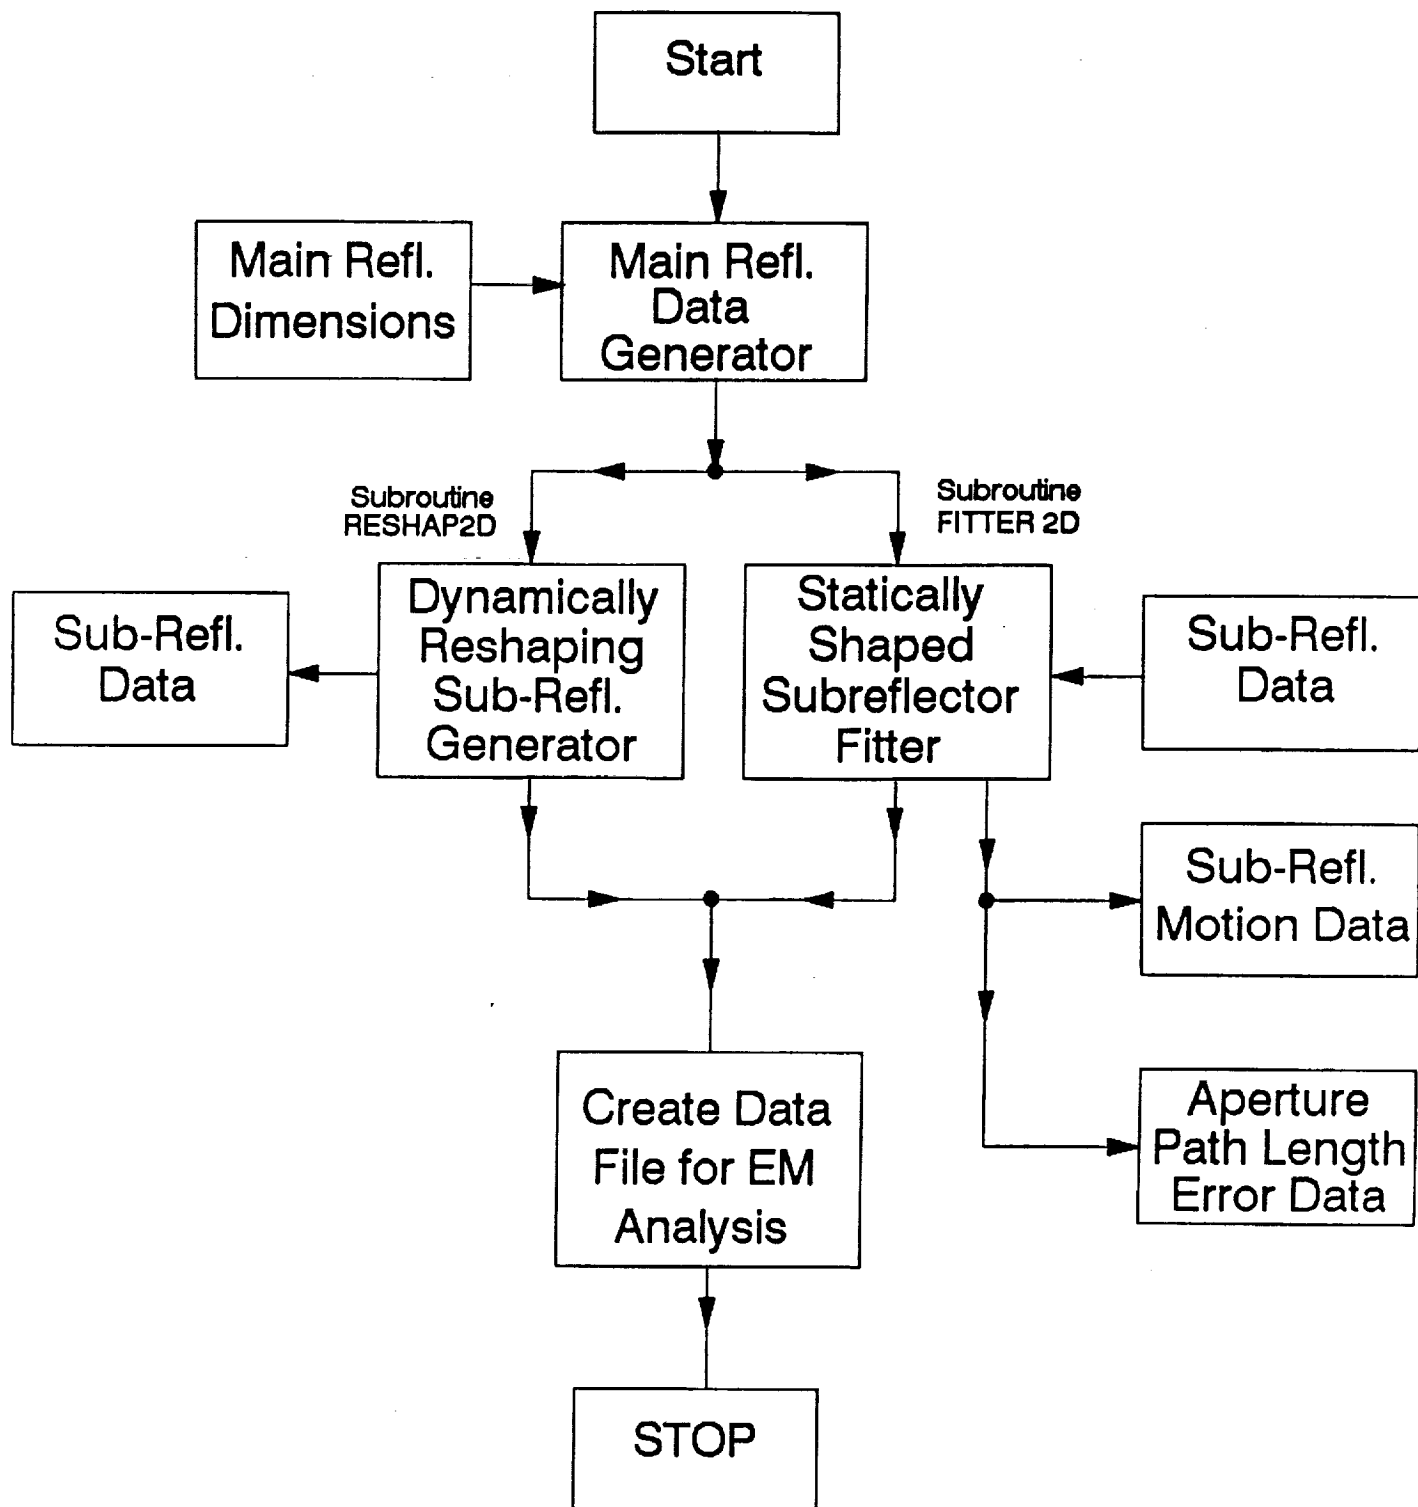 Start
Main Refl.
Dimensions
Main Refl.
Data
Generator
Subroutine
RESHAP2D
Subroutine
FITTER 2D
Sub-Refl.
Data
Dynamically
Reshaping
Sub-Refl.
Generator
Statically
Shaped
Subreflector
Fitter
Sub-Refl.
Data
Sub-Refl.
Motion Data
Create Data
File for EM
Analysis
Aperture
Path Length
Error Data
STOP